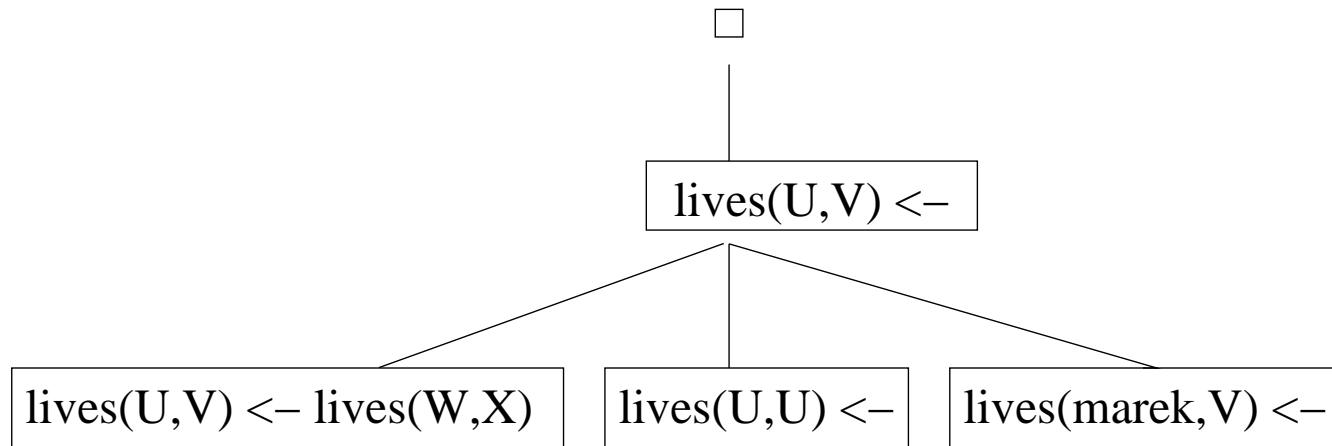 lives(U,V) <–
lives(U,V) <– lives(W,X)
lives(U,U) <–
lives(marek,V) <–